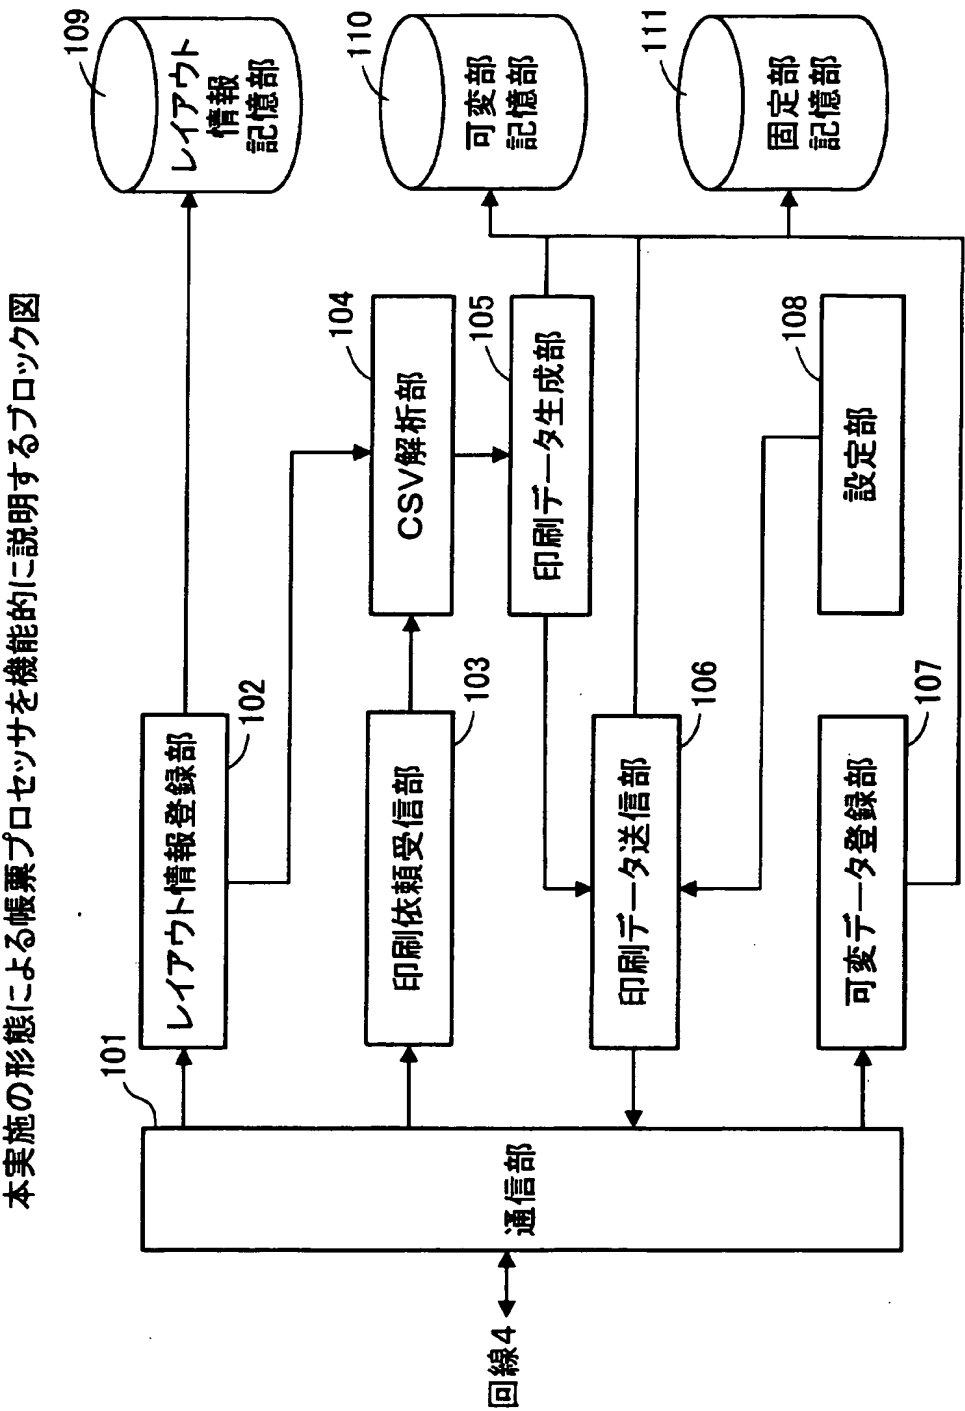 本実施の形態による帳票プロセッサを機能的に説明するブロック図
回線4
通信部
101
レイアウト情報登録部
102
印刷依頼受信部
103
CSV解析部
104
印刷データ生成部
105
印刷データ送信部
106
可変データ登録部
107
設定部
108
レイアウト
情報
記憶部
109
可変部
記憶部
110
固定部
記憶部
111